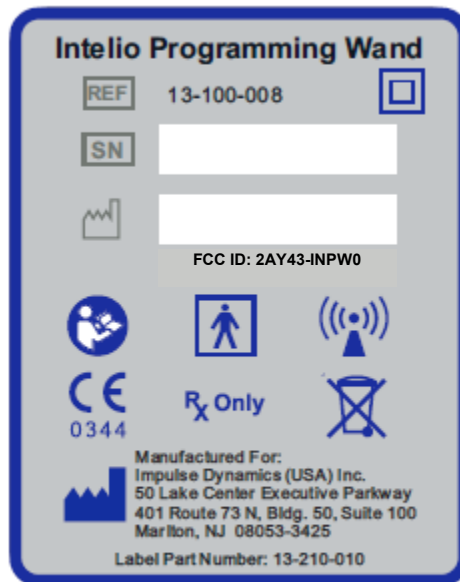 Intelio Programming Wand
REF 13-100-008
SN
FCC ID: 2AY43-INPW0
CE
0344
Rx Only
Manufactured For:
Impulse Dynamics (USA) Inc.
50 Lake Center Executive Parkway
401 Route 73 N, Bldg. 50, Suite 100
Marlton, NJ 08053-3425
Label Part Number: 13-210-010